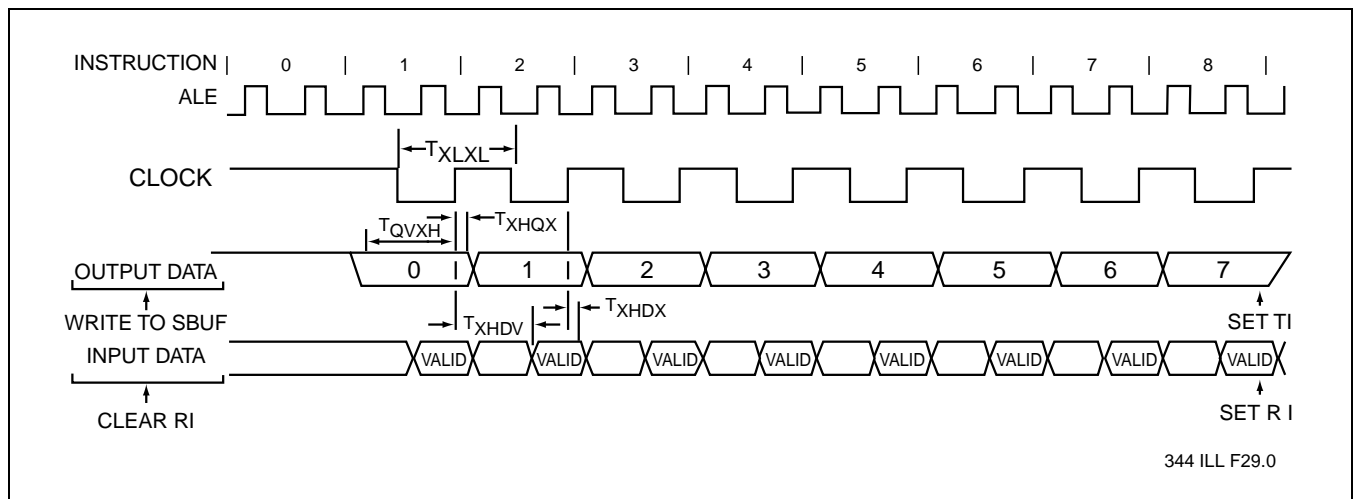 INSTRUCTION | 0 | 1 | 2 | 3 | 4 | 5 | 6 | 7 | 8 |
ALE
TXLXL
CLOCK
TQVXH TXHQX
OUTPUT DATA 0 1 2 3 4 5 6 7
WRITE TO SBUF TXHDV TXHDX SET TI
INPUT DATA VALID VALID VALID VALID VALID VALID VALID VALID
CLEAR RI SET R I
344 ILL F29.0